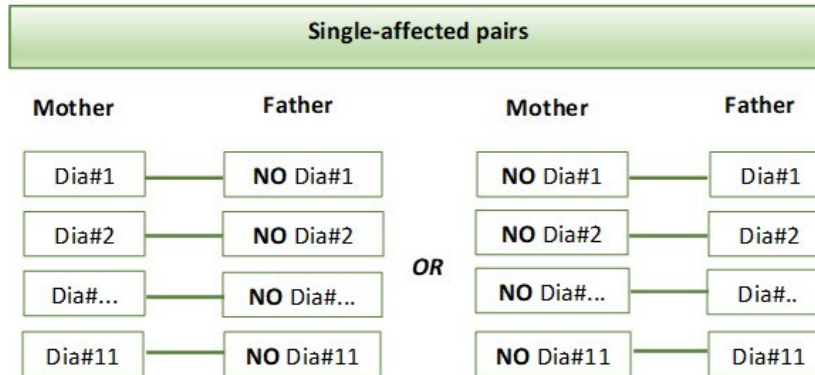 Single-affected pairs
Mother Father Mother Father
Dia#1 NO Dia#1 NO Dia#1 Dia#1
Dia#2 NO Dia#2 NO Dia#2 Dia#2
OR
Dia#... NO Dia#... NO Dia#... Dia#..
Dia#11 NO Dia#11 NO Dia#11 Dia#11